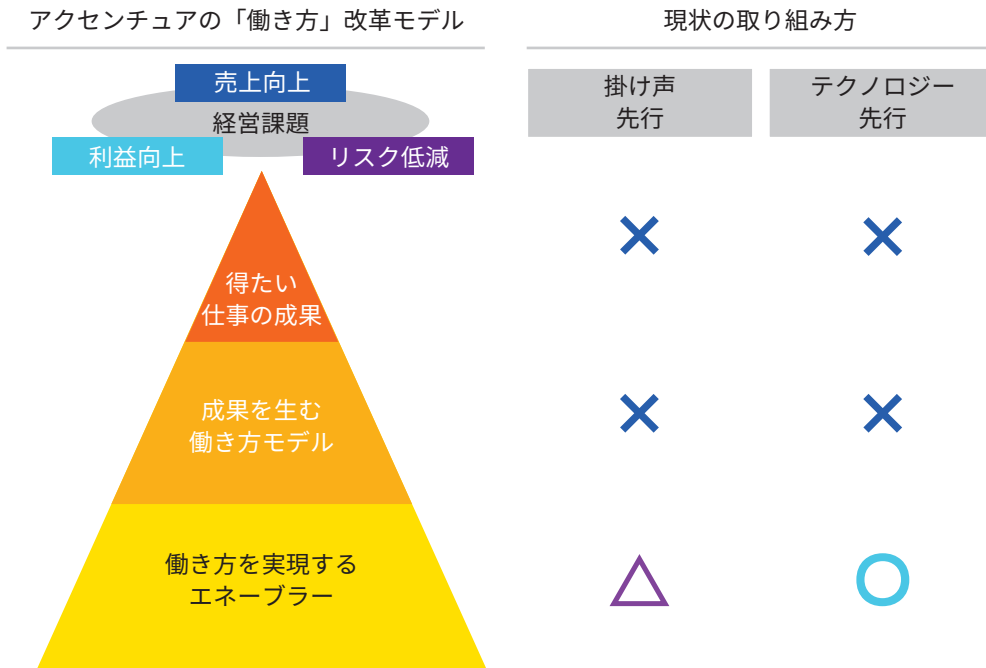 アクセンチュアの「働き方」改革モデル
売上向上
経営課題
利益向上
リスク低減
得たい
仕事の成果
成果を生む
働き方モデル
働き方を実現する
エネーブラー
現状の取り組み方
掛け声
先行
テクノロジー
先行